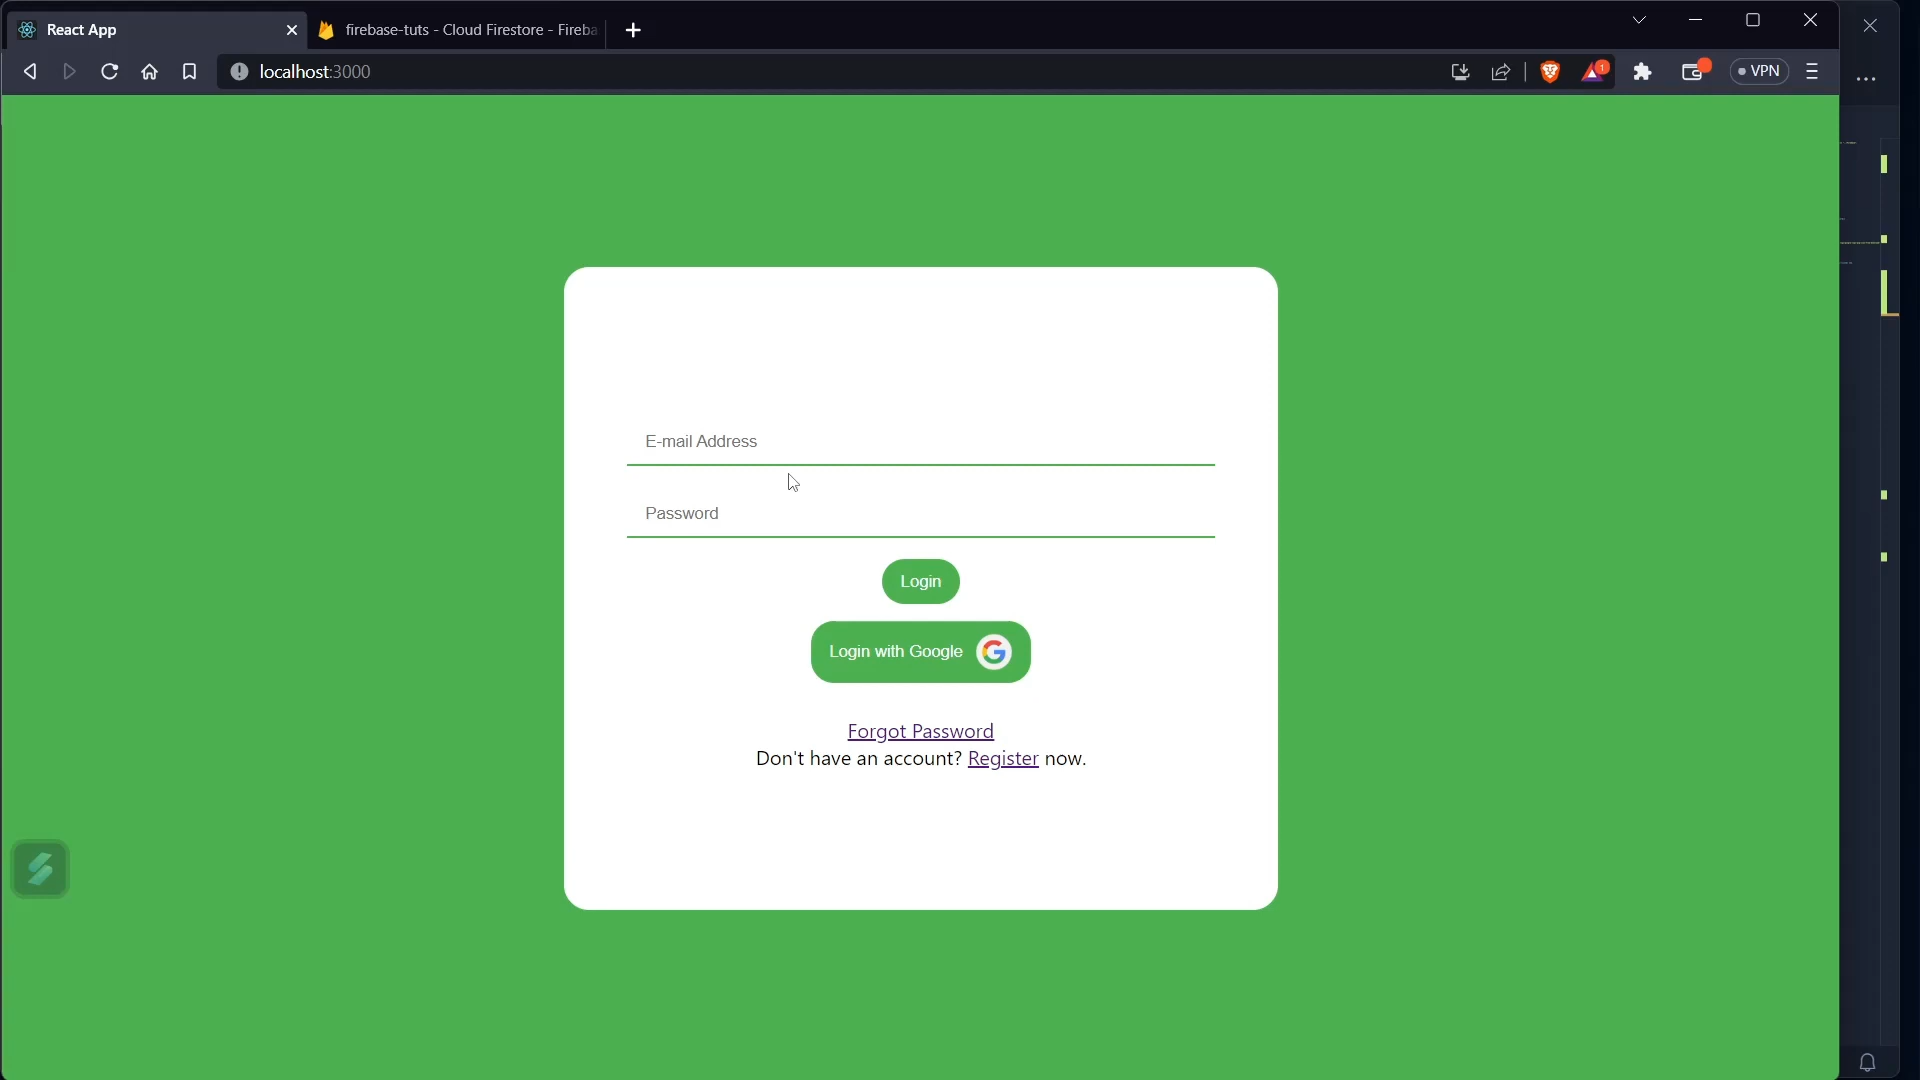 React App
firebase-tuts - Cloud Firestore - Fireba
localhost:3000
1
VPN
E-mail Address
Password
Login
Login with Google
Forgot Password
Don't have an account? Register now.